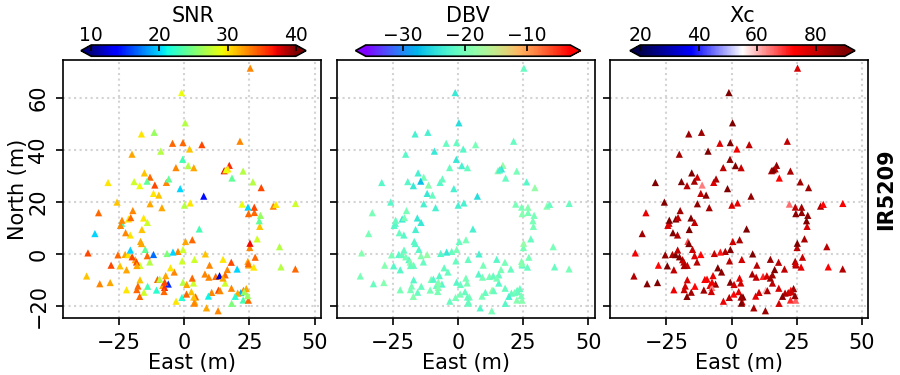 SNR DBV Xc
10 20 30 40 −30 −20 −10 20 40 60 80
North (m)
60
40
20
0
−20
IR5209
−25 0 25 50 −25 0 25 50 −25 0 25 50
East (m) East (m) East (m)